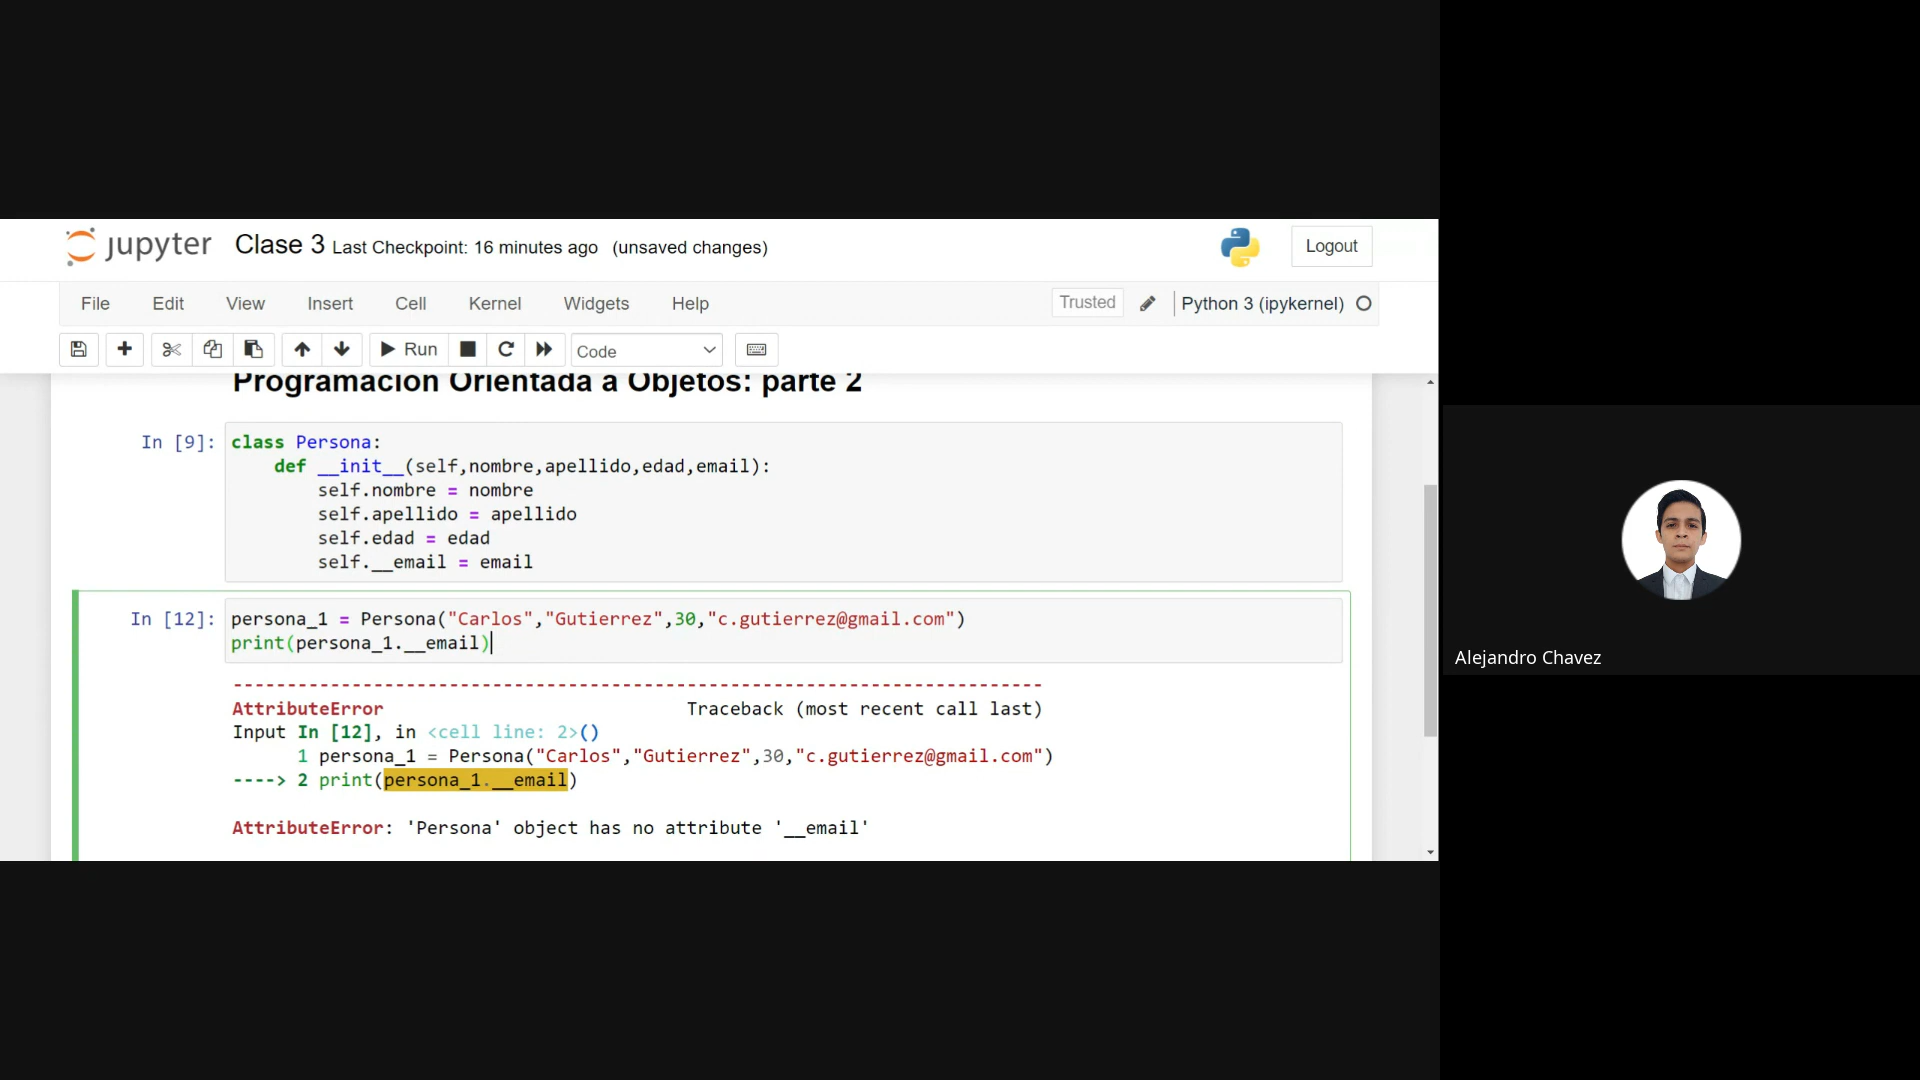 jupyter Clase 3 Last Checkpoint: 16 minutes ago (unsaved changes) Logout
File Edit View Insert Cell Kernel Widgets Help Trusted Python 3 (ipykernel)
Run Code
Programación Orientada a Objetos: parte 2
In [9]: class Persona:
    def __init__(self,nombre,apellido,edad,email):
        self.nombre = nombre
        self.apellido = apellido
        self.edad = edad
        self.__email = email
In [12]: persona_1 = Persona("Carlos","Gutierrez",30,"c.gutierrez@gmail.com")
print(persona_1.__email)
---------------------------------------------------------------------------
AttributeError                            Traceback (most recent call last)
Input In [12], in <cell line: 2>()
      1 persona_1 = Persona("Carlos","Gutierrez",30,"c.gutierrez@gmail.com")
----> 2 print(persona_1.__email)
AttributeError: 'Persona' object has no attribute '__email'
Alejandro Chavez